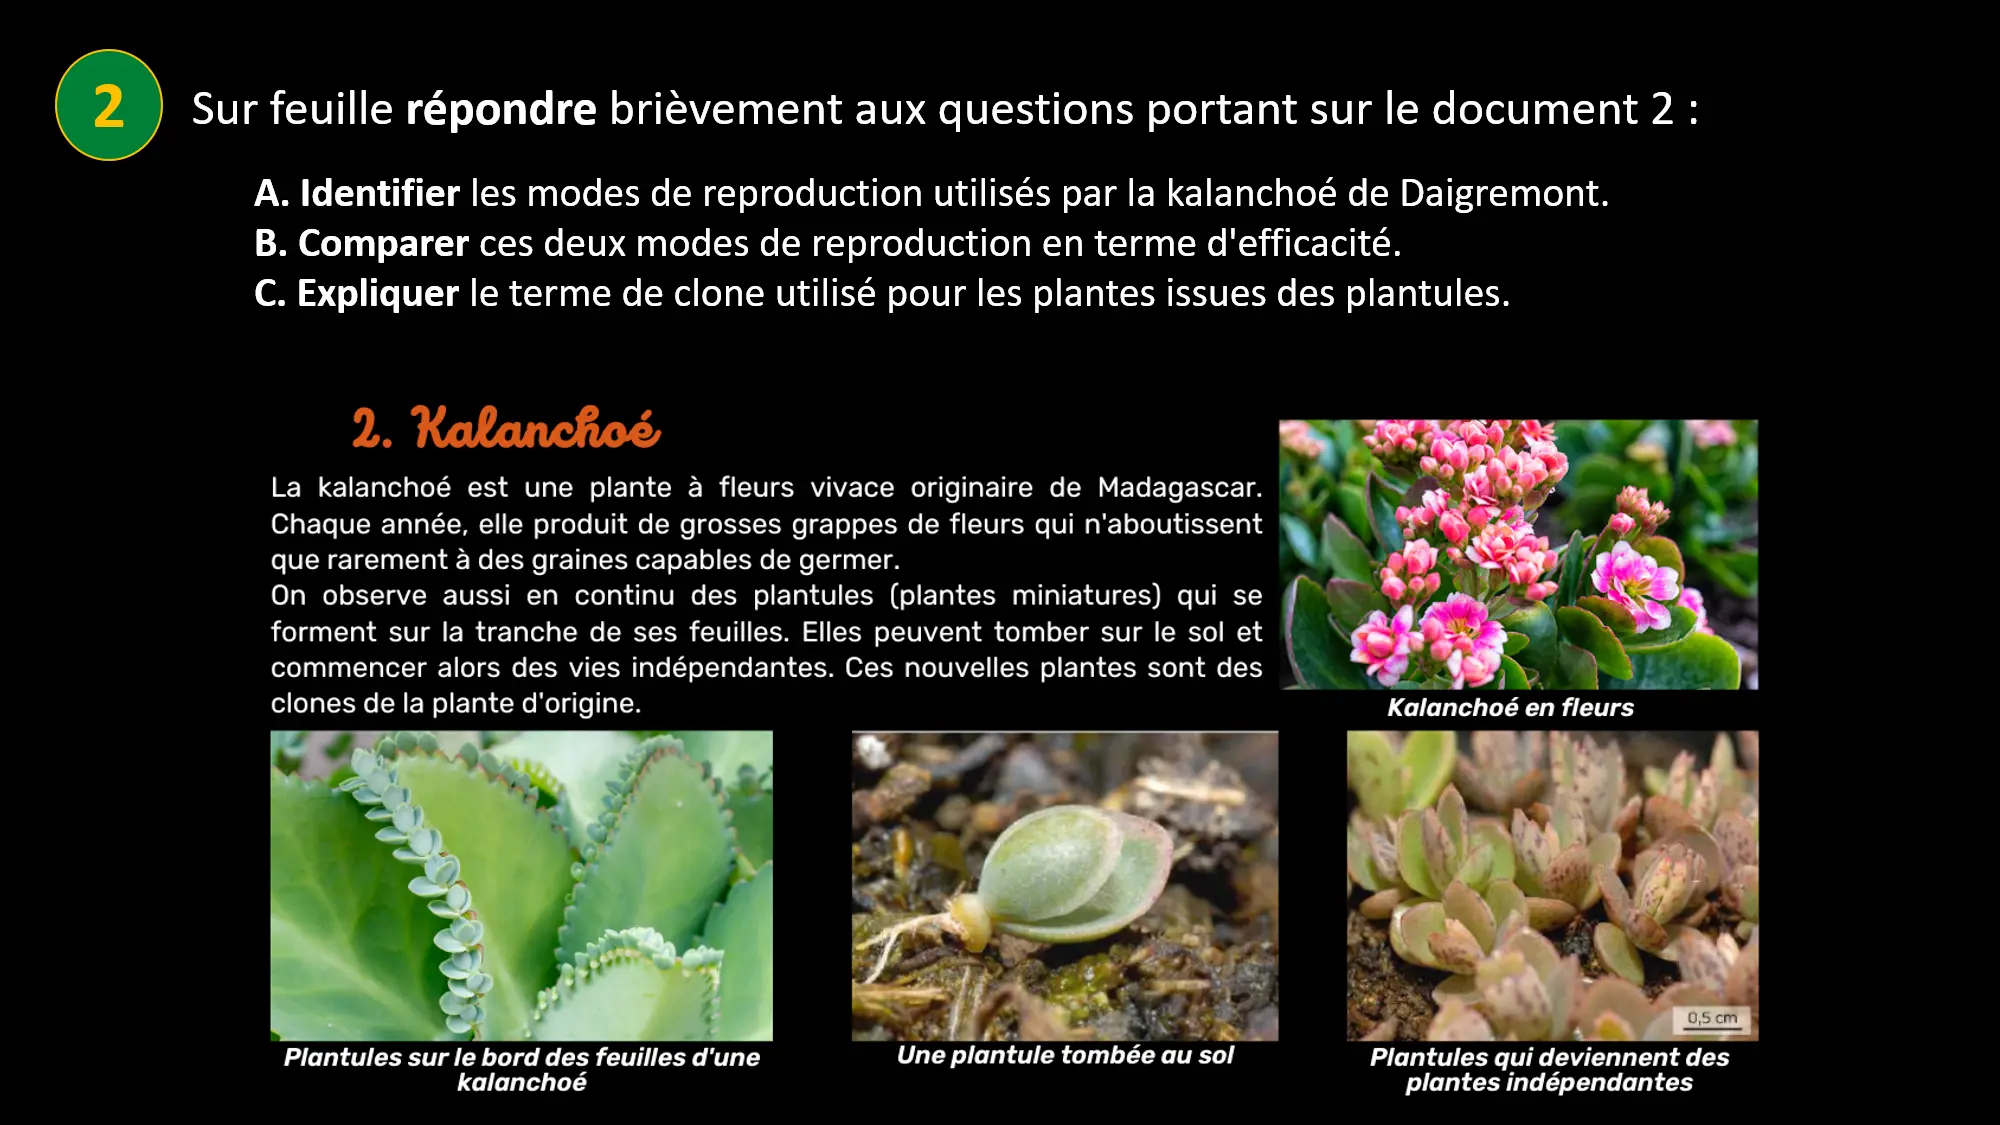 2
Sur feuille répondre brièvement aux questions portant sur le document 2 :
A. Identifier les modes de reproduction utilisés par la kalanchoé de Daigremont.
B. Comparer ces deux modes de reproduction en terme d'efficacité.
C. Expliquer le terme de clone utilisé pour les plantes issues des plantules.
2. Kalanchoé
La kalanchoé est une plante à fleurs vivace originaire de Madagascar.
Chaque année, elle produit de grosses grappes de fleurs qui n'aboutissent
que rarement à des graines capables de germer.
On observe aussi en continu des plantules (plantes miniatures) qui se
forment sur la tranche de ses feuilles. Elles peuvent tomber sur le sol et
commencer alors des vies indépendantes. Ces nouvelles plantes sont des
clones de la plante d'origine.
Kalanchoé en fleurs
Plantules sur le bord des feuilles d'une
kalanchoé
Une plantule tombée au sol
0,5 cm
Plantules qui deviennent des
plantes indépendantes